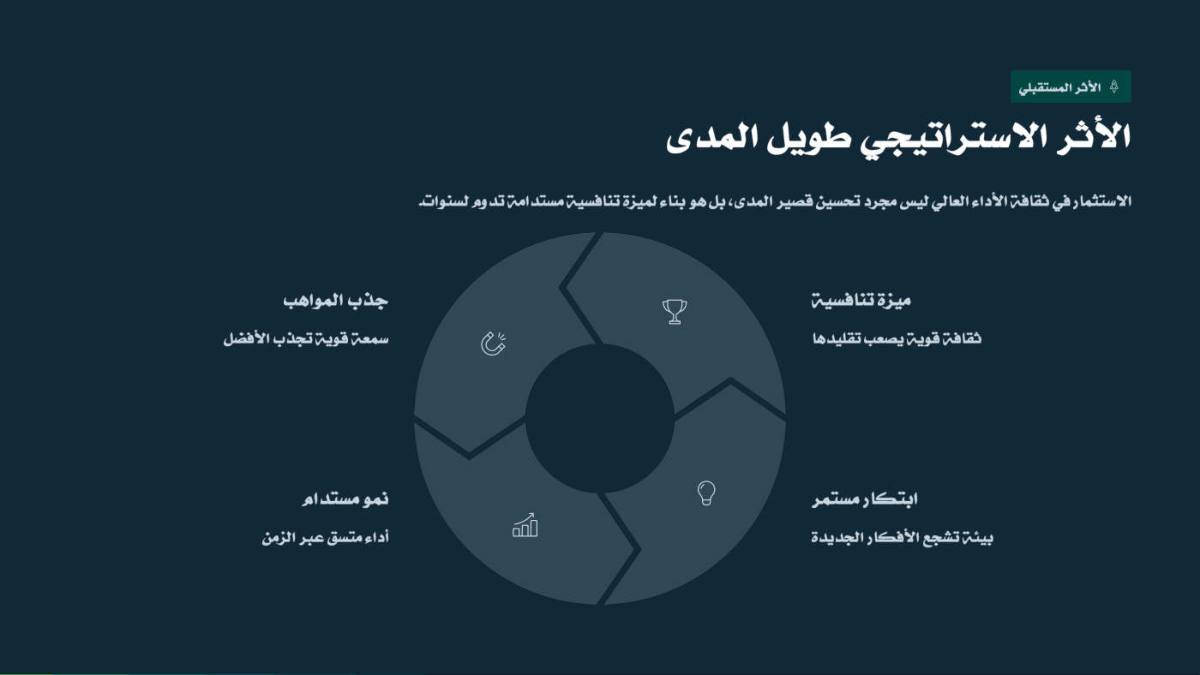 الأثر المستقبلي
الأثر الاستراتيجي طويل المدى
الاستثمار في ثقافة الأداء العالي ليس مجرد تحسين قصير المدى، بل هو بناء لميزة تنافسية مستدامة تدوم لسنوات.
ميزة تنافسية
ثقافة قوية يصعب تقليدها
جذب المواهب
سمعة قوية تجذب الأفضل
ابتكار مستمر
بيئة تشجع الأفكار الجديدة
نمو مستدام
أداء متسق عبر الزمن